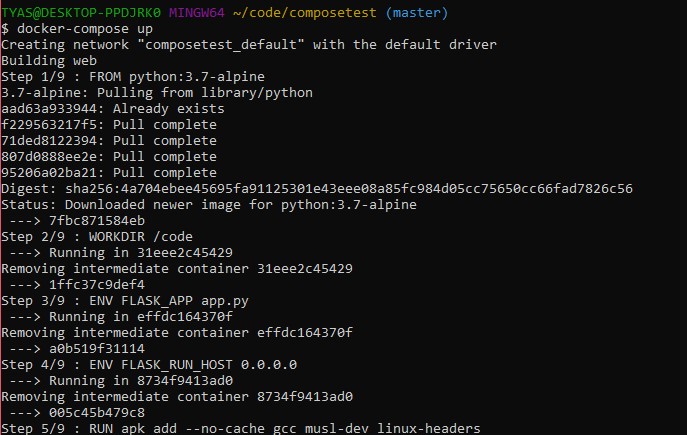 TYAS@DESKTOP-PPDJRK0 MINGW64 ~/code/composetest (master)
$ docker-compose up
Creating network "composetest_default" with the default driver
Building web
Step 1/9 : FROM python:3.7-alpine
3.7-alpine: Pulling from library/python
aad63a933944: Already exists
f229563217f5: Pull complete
71ded8122394: Pull complete
807d0888ee2e: Pull complete
95206a02ba21: Pull complete
Digest: sha256:4a704ebee45695fa91125301e43eee08a85fc984d05cc75650cc66fad7826c56
Status: Downloaded newer image for python:3.7-alpine
 ---> 7fbc871584eb
Step 2/9 : WORKDIR /code
 ---> Running in 31eee2c45429
Removing intermediate container 31eee2c45429
 ---> 1ffc37c9def4
Step 3/9 : ENV FLASK_APP app.py
 ---> Running in effdc164370f
Removing intermediate container effdc164370f
 ---> a0b519f31114
Step 4/9 : ENV FLASK_RUN_HOST 0.0.0.0
 ---> Running in 8734f9413ad0
Removing intermediate container 8734f9413ad0
 ---> 005c45b479c8
Step 5/9 : RUN apk add --no-cache gcc musl-dev linux-headers